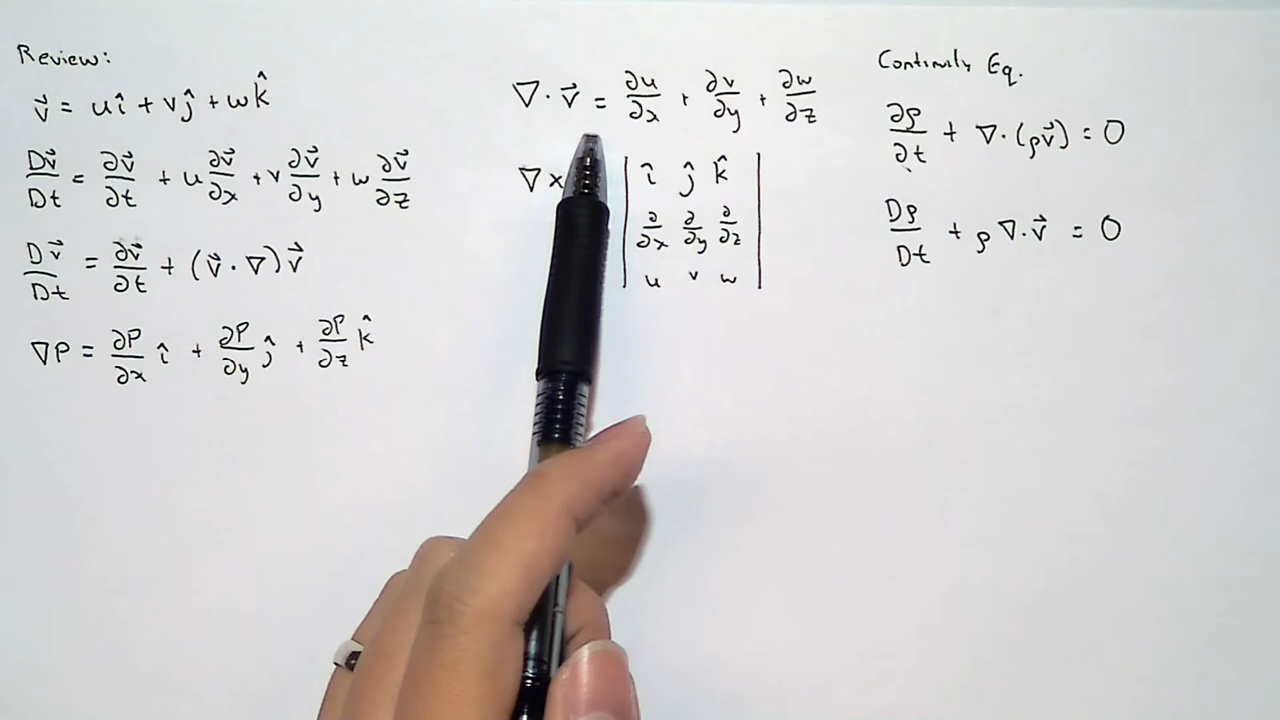 Review:
v⃗ = uî + vĵ + wk̂
Dv⃗/Dt = ∂v⃗/∂t + u ∂v⃗/∂x + v ∂v⃗/∂y + w ∂v⃗/∂z
Dv⃗/Dt = ∂v⃗/∂t + (v⃗ · ∇)v⃗
∇P = ∂P/∂x î + ∂P/∂y ĵ + ∂P/∂z k̂
∇ · v⃗ = ∂u/∂x + ∂v/∂y + ∂w/∂z
∇ x | î ĵ k̂ |
| ∂/∂x ∂/∂y ∂/∂z |
| u v w |
Continuity Eq.
∂ρ/∂t + ∇ · (ρv⃗) = 0
Dρ/Dt + ρ ∇ · v⃗ = 0